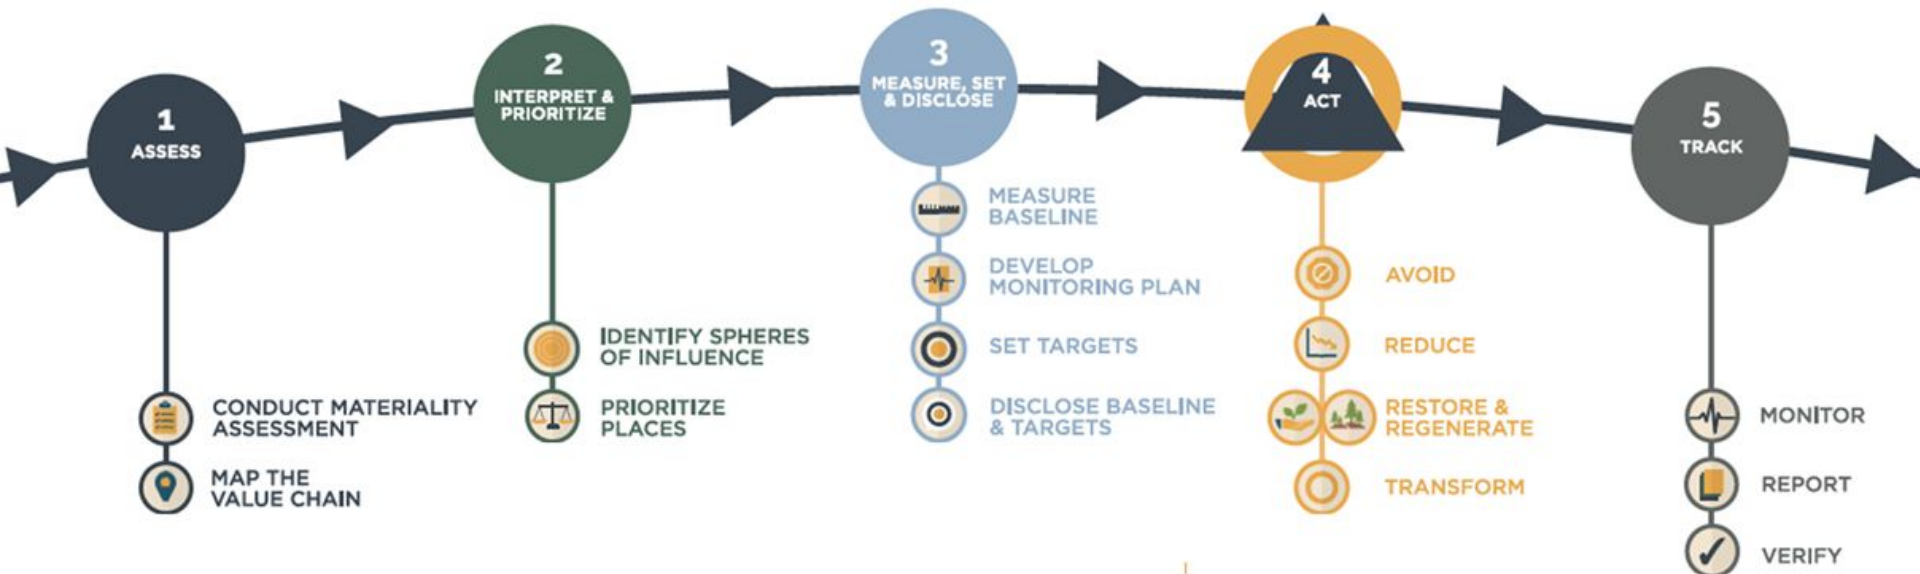 1
ASSESS
CONDUCT MATERIALITY
ASSESSMENT
MAP THE
VALUE CHAIN
2
INTERPRET &
PRIORITIZE
IDENTIFY SPHERES
OF INFLUENCE
PRIORITIZE
PLACES
3
MEASURE, SET
& DISCLOSE
MEASURE
BASELINE
DEVELOP
MONITORING PLAN
SET TARGETS
DISCLOSE BASELINE
& TARGETS
4
ACT
AVOID
REDUCE
RESTORE &
REGENERATE
TRANSFORM
5
TRACK
MONITOR
REPORT
VERIFY